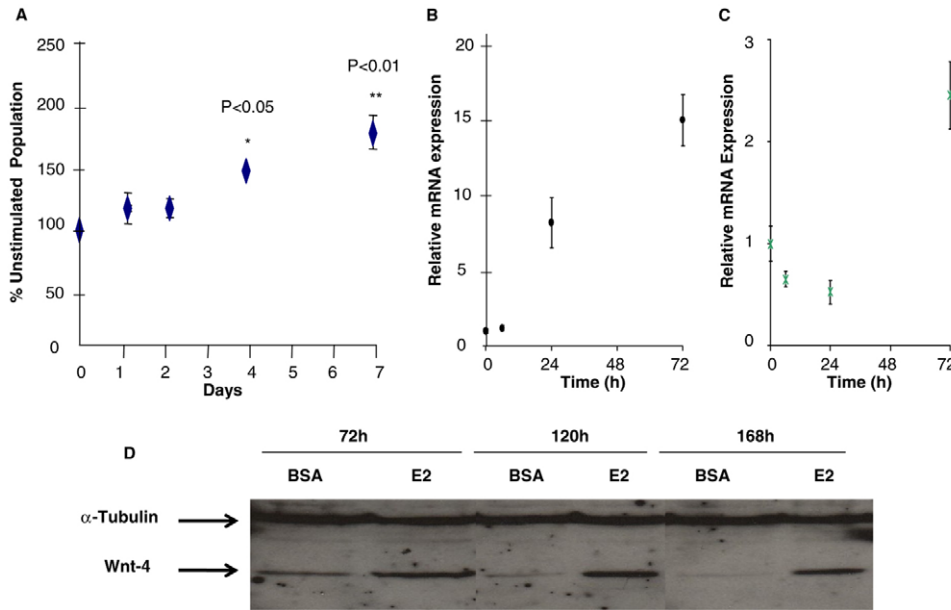 A
% Unstimulated Population
250
200
150
100
50
0
P<0.05
*
P<0.01
**
0 1 2 3 4 5 6 7
Days
B
Relative mRNA expression
20
15
10
5
0
0 24 48 72
Time (h)
C
Relative mRNA Expression
3
2
1
0
0 24 48 72
Time (h)
D
72h 120h 168h
BSA E2 BSA E2 BSA E2
α-Tubulin
Wnt-4